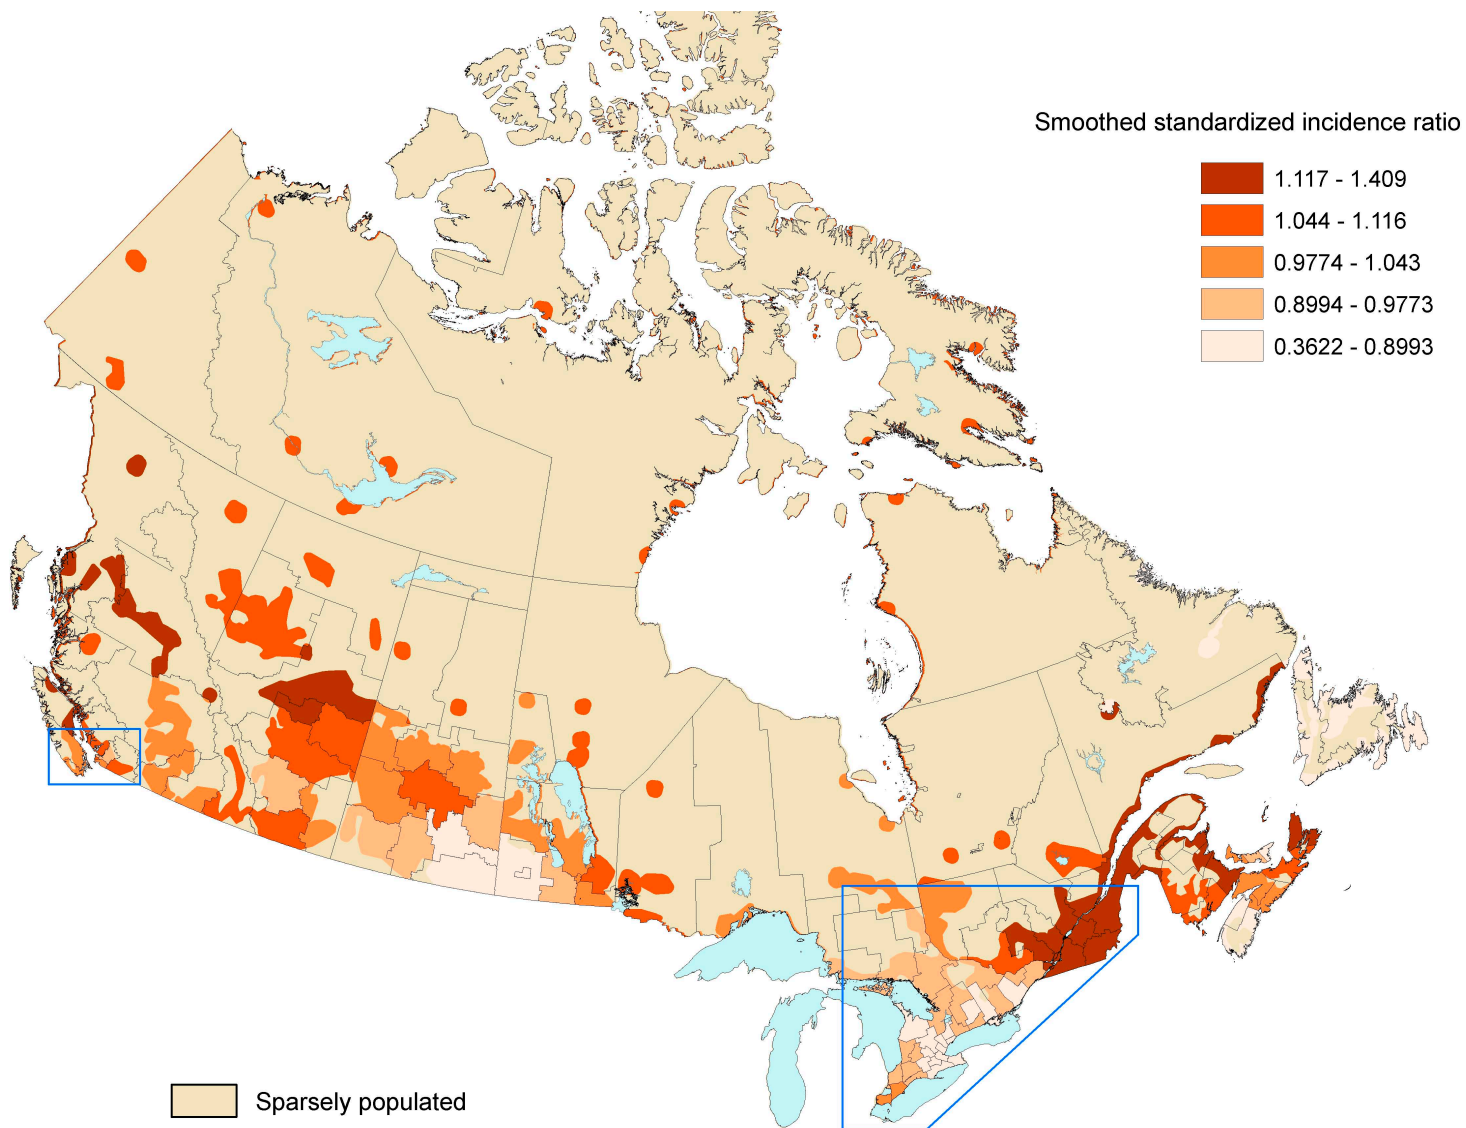 Smoothed standardized incidence ratio
1.117 - 1.409
1.044 - 1.116
0.9774 - 1.043
0.8994 - 0.9773
0.3622 - 0.8993
Sparsely populated